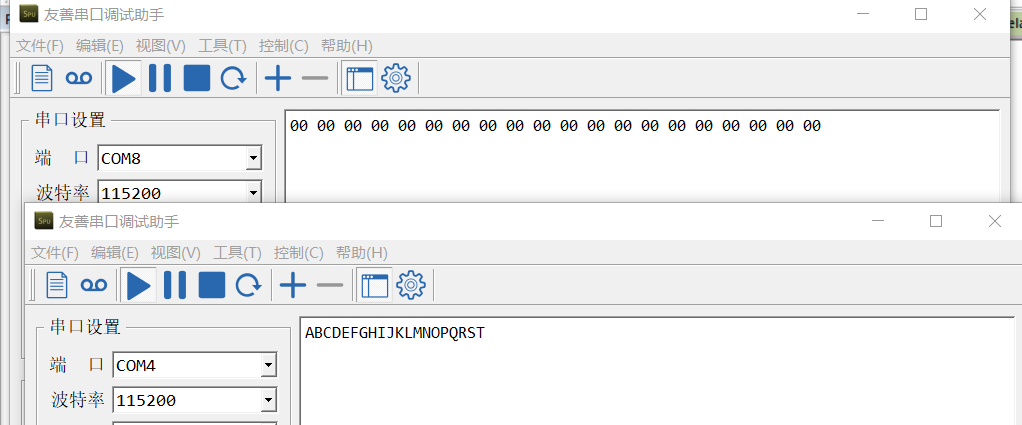 友善串口调试助手
文件(F) 编辑(E) 视图(V) 工具(T) 控制(C) 帮助(H)
串口设置
00 00 00 00 00 00 00 00 00 00 00 00 00 00 00 00 00 00 00 00
端 口 COM8
波特率 115200
友善串口调试助手
文件(F) 编辑(E) 视图(V) 工具(T) 控制(C) 帮助(H)
串口设置
ABCDEFGHIJKLMNOPQRST
端 口 COM4
波特率 115200